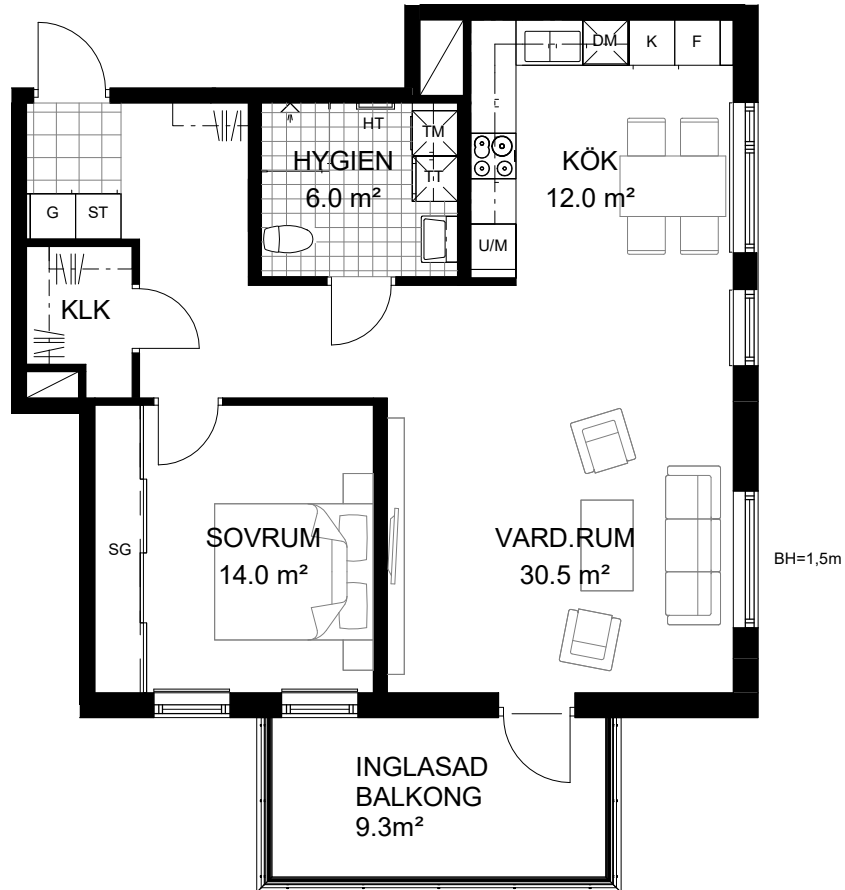 DM
K
F
HT
TM
HYGIEN
6.0 m²
TT
KÖK
12.0 m²
G
ST
U/M
KLK
SG
SOVRUM
14.0 m²
VARD.RUM
30.5 m²
BH=1,5m
INGLASAD
BALKONG
9.3m²